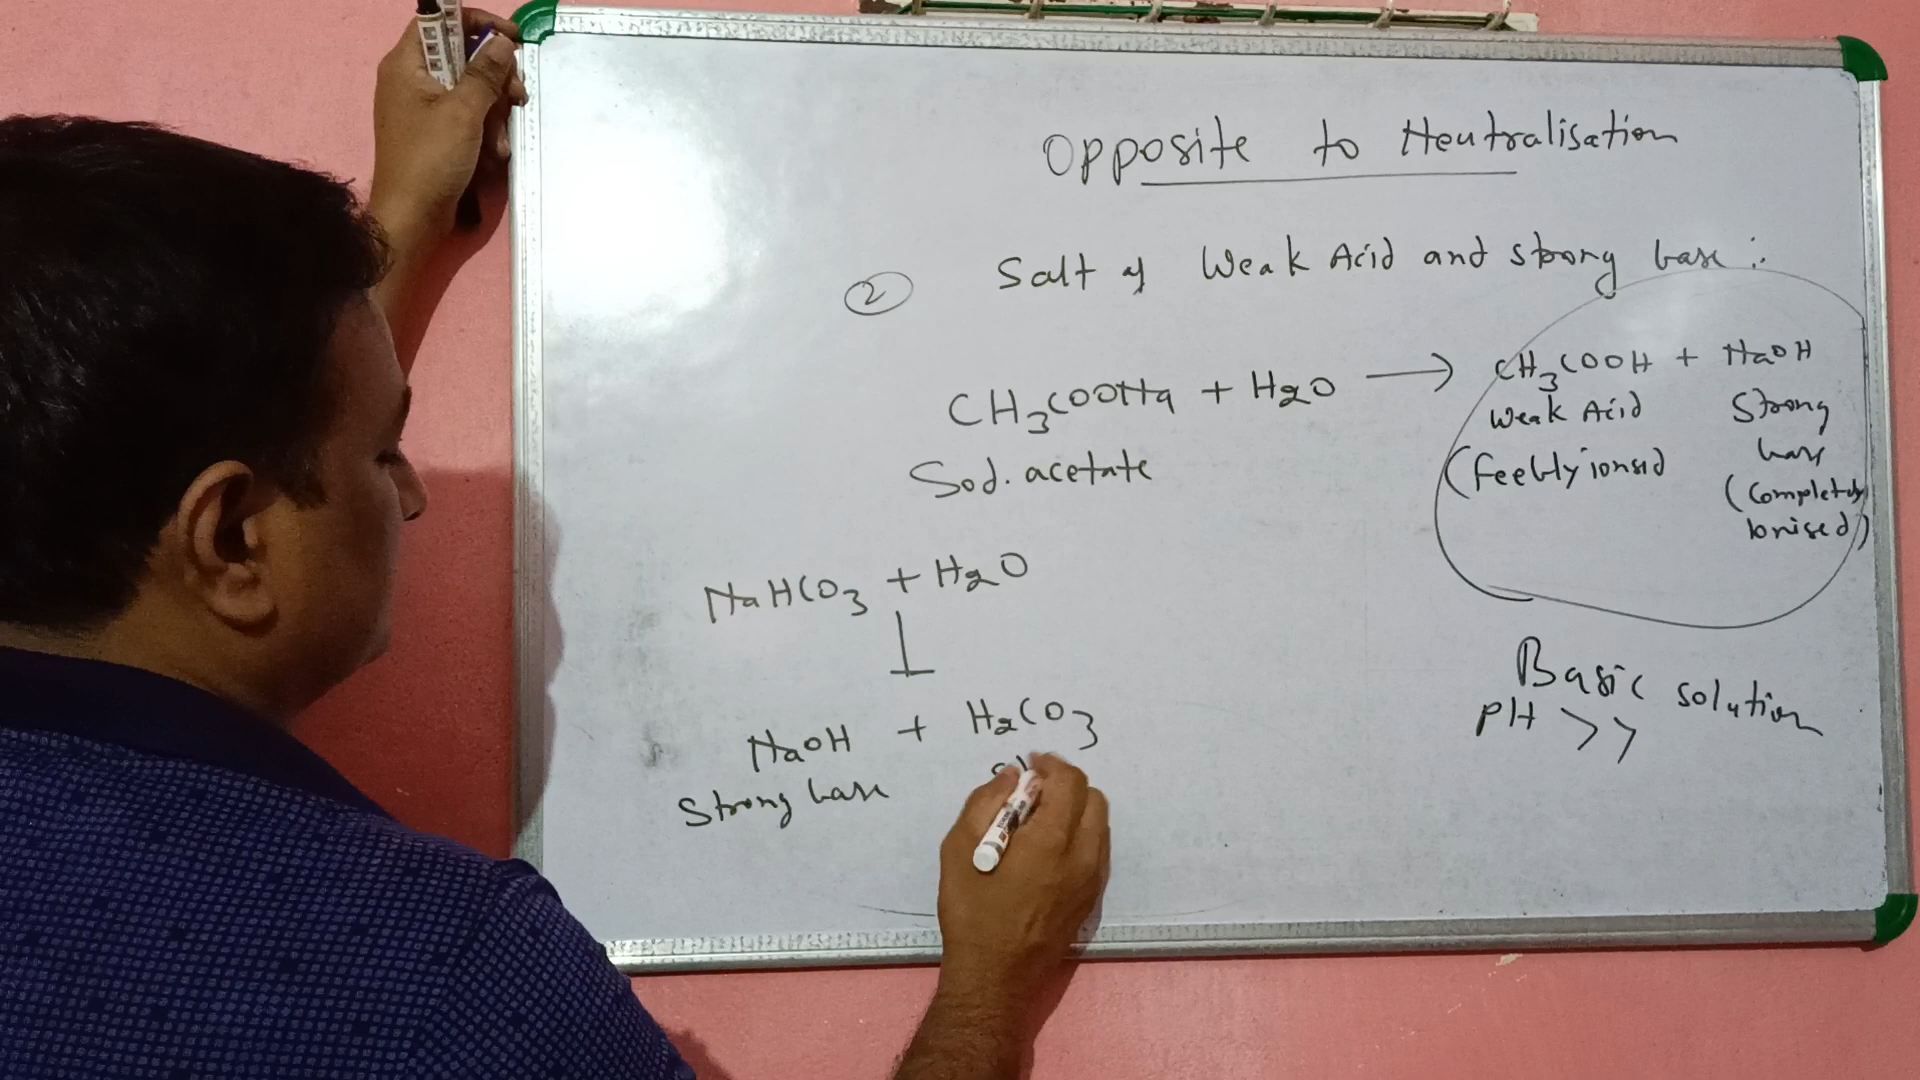 Opposite to Neutralisation
② Salt of Weak Acid and strong base :-
CH3COONa + H2O → CH3COOH + NaOH
Sod. acetate
Weak Acid
(feebly ionsed
Strong
base
(Completely
Ionised)
NaHCO3 + H2O
NaOH + H2CO3
Strong base
Basic solution
PH >>